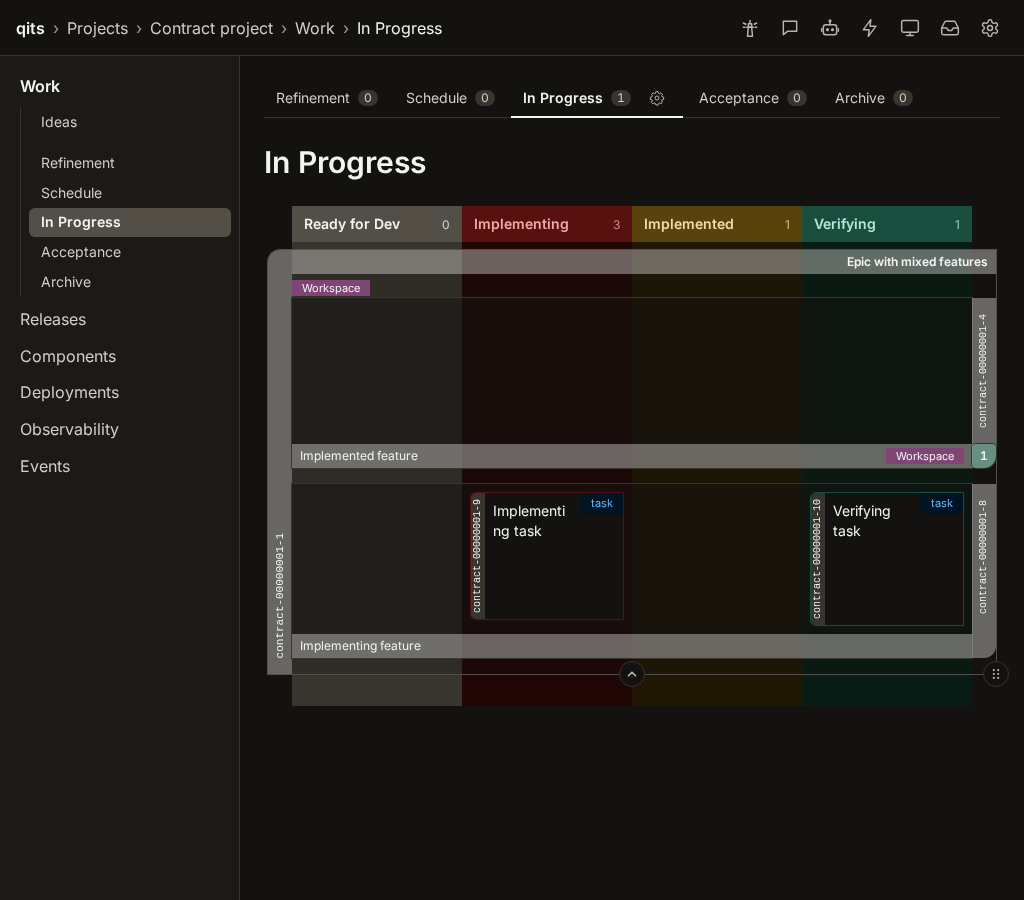 qits › Projects › Contract project › Work › In Progress
Work
Ideas
Refinement
Schedule
In Progress
Acceptance
Archive
Releases
Components
Deployments
Observability
Events
Refinement 0
Schedule 0
In Progress 1
Acceptance 0
Archive 0
In Progress
Ready for Dev 0
Implementing 3
Implemented 1
Verifying 1
Epic with mixed features
Workspace
contract-00000001-4
Implemented feature
Workspace
1
contract-00000001-1
contract-00000001-9
Implementi
ng task
task
contract-00000001-10
Verifying
task
task
contract-00000001-8
Implementing feature